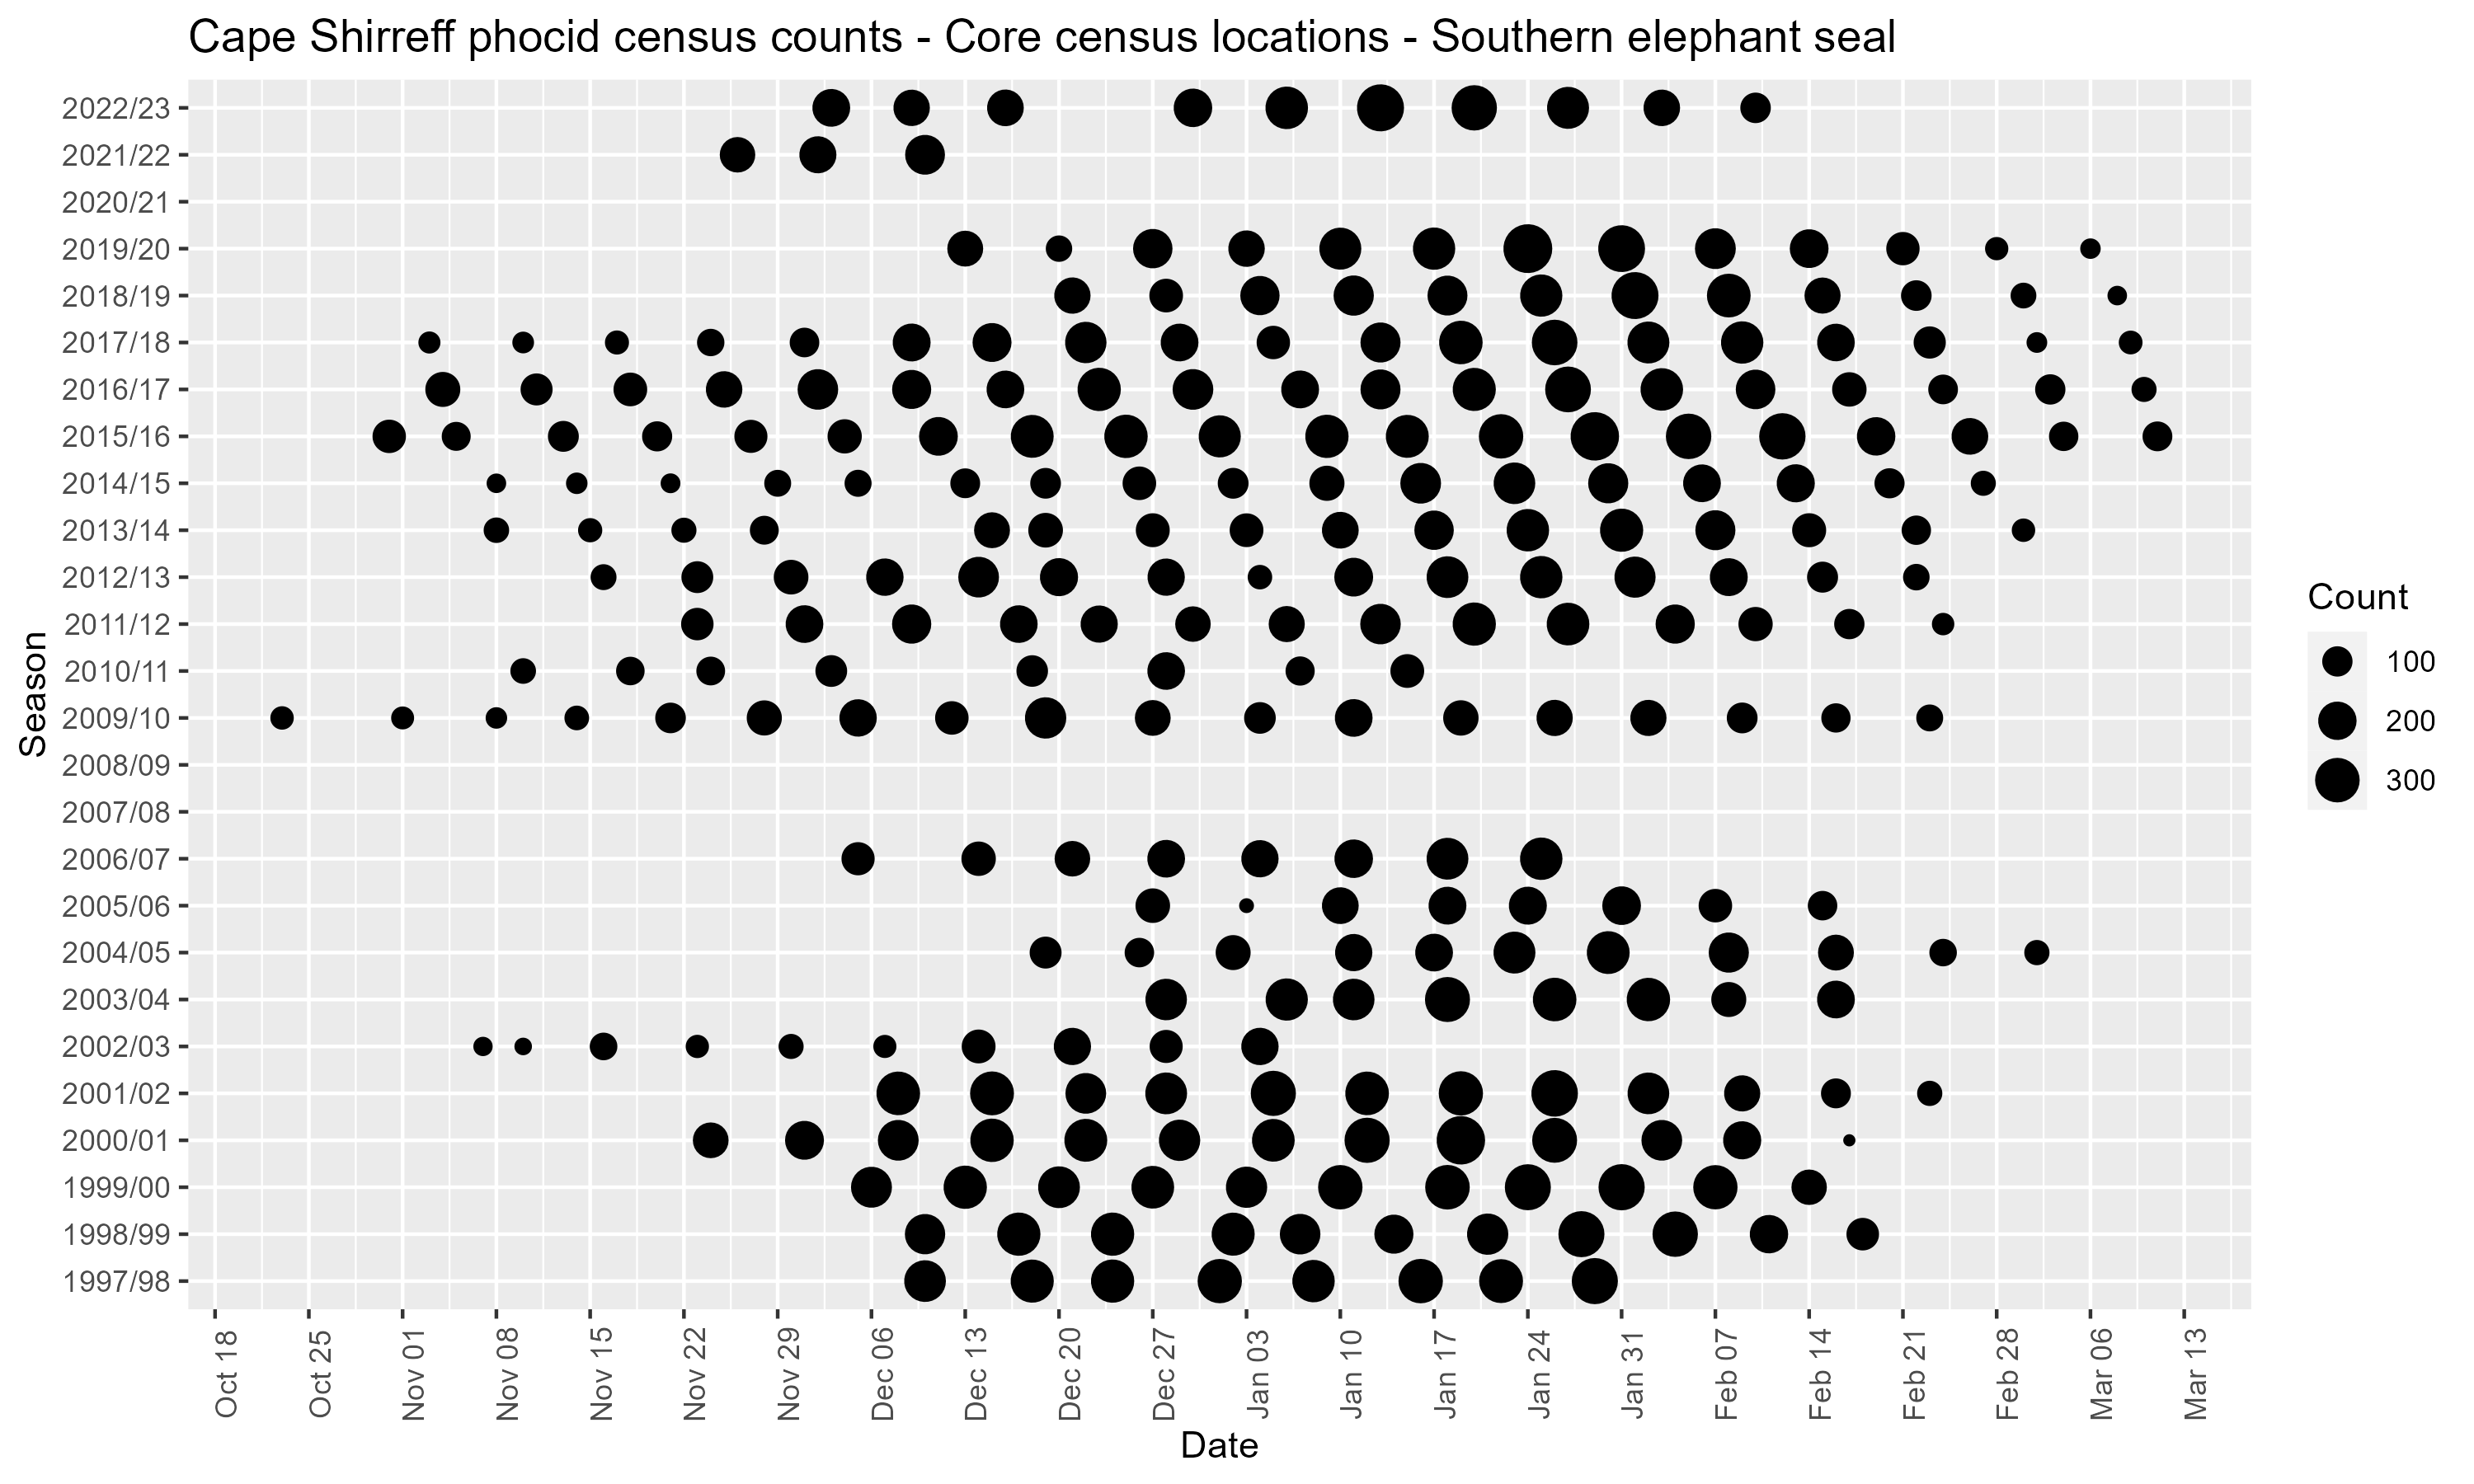 Cape Shirreff phocid census counts - Core census locations - Southern elephant seal
Season
2022/23
2021/22
2020/21
2019/20
2018/19
2017/18
2016/17
2015/16
2014/15
2013/14
2012/13
2011/12
2010/11
2009/10
2008/09
2007/08
2006/07
2005/06
2004/05
2003/04
2002/03
2001/02
2000/01
1999/00
1998/99
1997/98
Oct 18
Oct 25
Nov 01
Nov 08
Nov 15
Nov 22
Nov 29
Dec 06
Dec 13
Dec 20
Dec 27
Jan 03
Jan 10
Jan 17
Jan 24
Jan 31
Feb 07
Feb 14
Feb 21
Feb 28
Mar 06
Mar 13
Date
Count
100
200
300